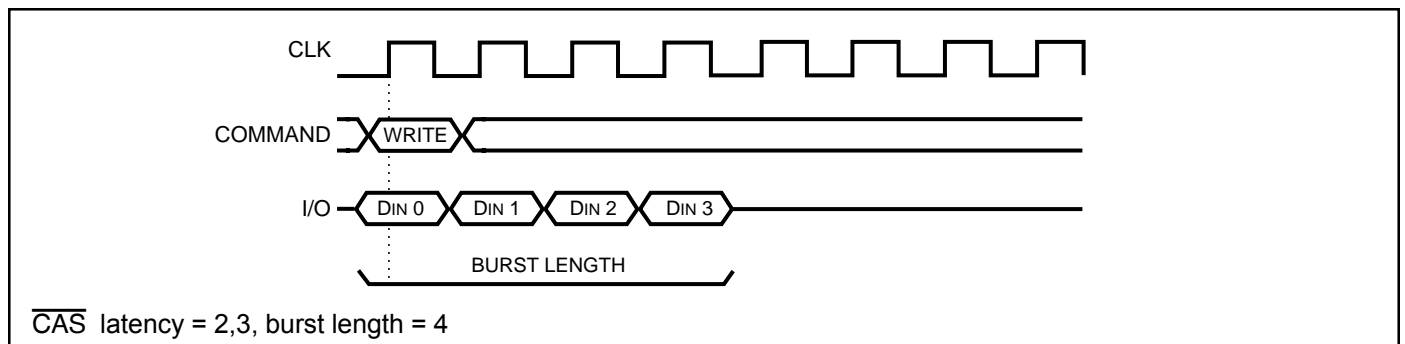 CLK
COMMAND WRITE
I/O DIN 0 DIN 1 DIN 2 DIN 3
BURST LENGTH
CAS latency = 2,3, burst length = 4